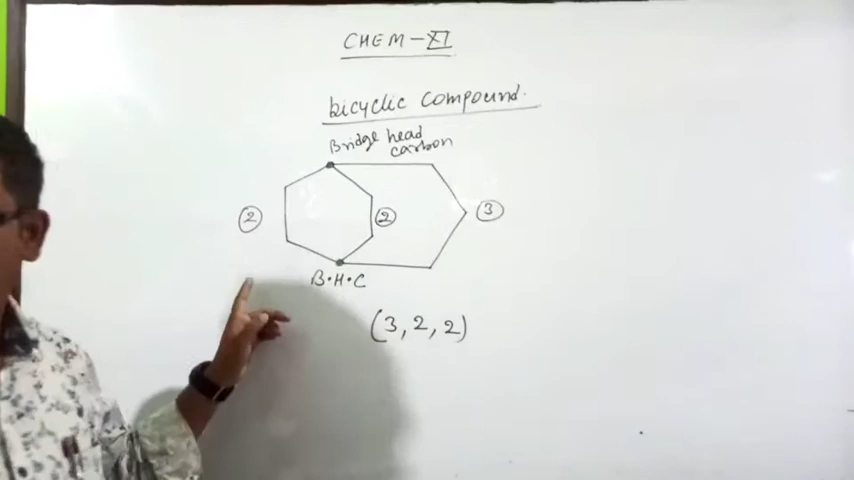 CHEM - XI
bicyclic compound.
Bridge head
carbon
2
2
3
B.H.C
(3, 2, 2)